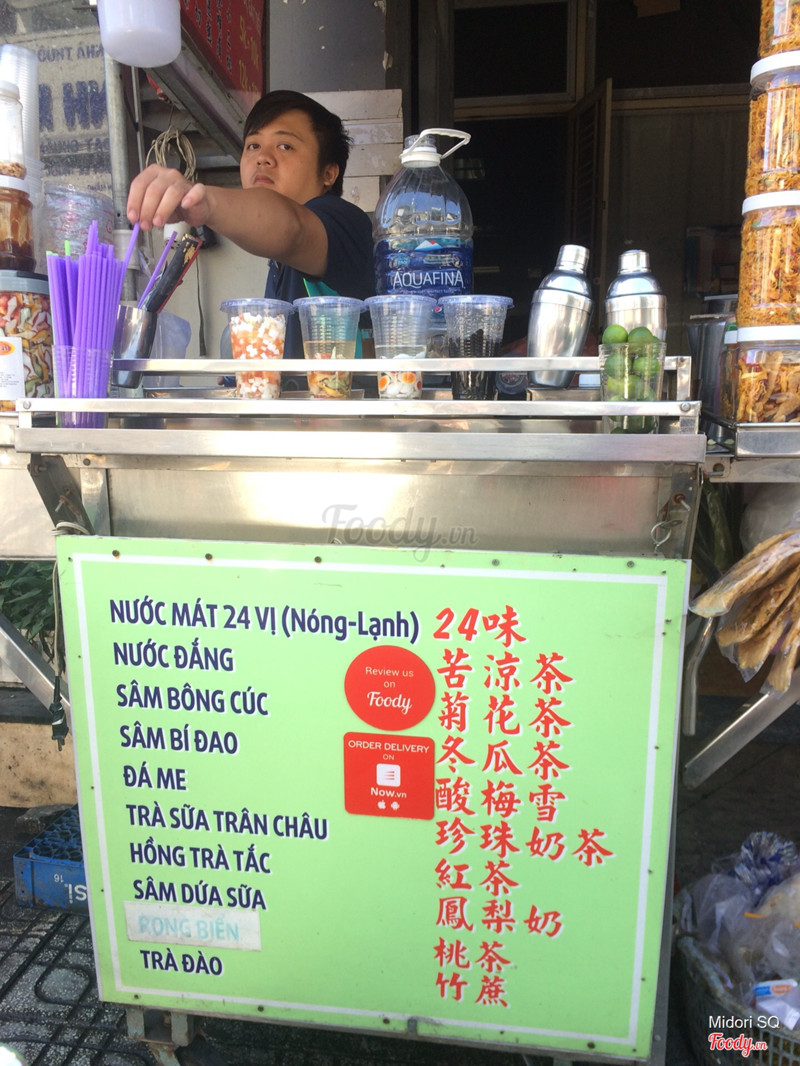 AQUAFINA
Foody.vn
NƯỚC MÁT 24 VỊ (Nóng-Lạnh) 24味
NƯỚC ĐẮNG 苦涼茶
SÂM BÔNG CÚC 菊花茶
SÂM BÍ ĐAO 冬瓜茶
ĐÁ ME 酸梅雪
TRÀ SỮA TRÂN CHÂU 珍珠奶茶
HỒNG TRÀ TẮC 紅茶
SÂM DỨA SỮA 鳳梨奶
RONG BIỂN
TRÀ ĐÀO 桃茶
竹蔗
Review us
on
Foody
ORDER DELIVERY
ON
Now.vn
Midori SQ
Foody.vn